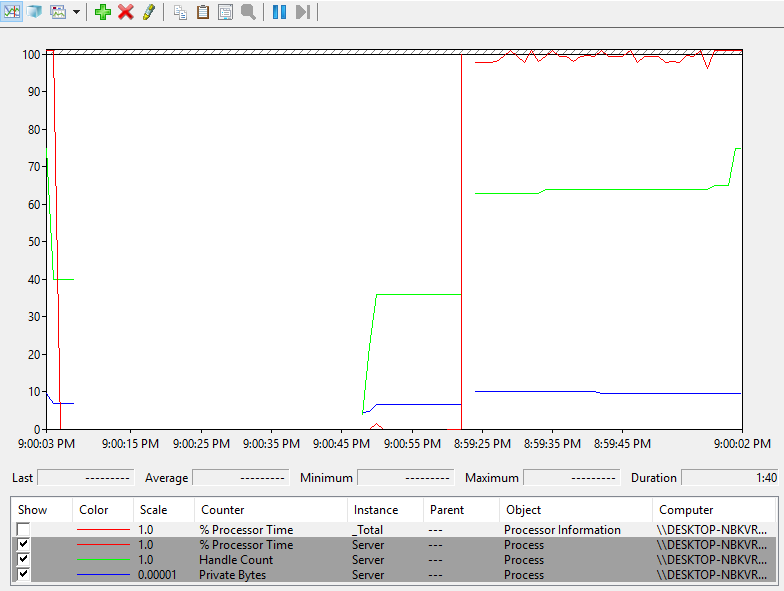 100
90
80
70
60
50
40
30
20
10
0
9:00:03 PM 9:00:15 PM 9:00:25 PM 9:00:35 PM 9:00:45 PM 9:00:55 PM 8:59:25 PM 8:59:35 PM 8:59:45 PM 9:00:02 PM
Last --------- Average --------- Minimum --------- Maximum --------- Duration 1:40
Show Color Scale Counter Instance Parent Object Computer
1.0 % Processor Time _Total --- Processor Information \\DESKTOP-NBKVR...
1.0 % Processor Time Server --- Process \\DESKTOP-NBKVR...
1.0 Handle Count Server --- Process \\DESKTOP-NBKVR...
0.00001 Private Bytes Server --- Process \\DESKTOP-NBKVR...